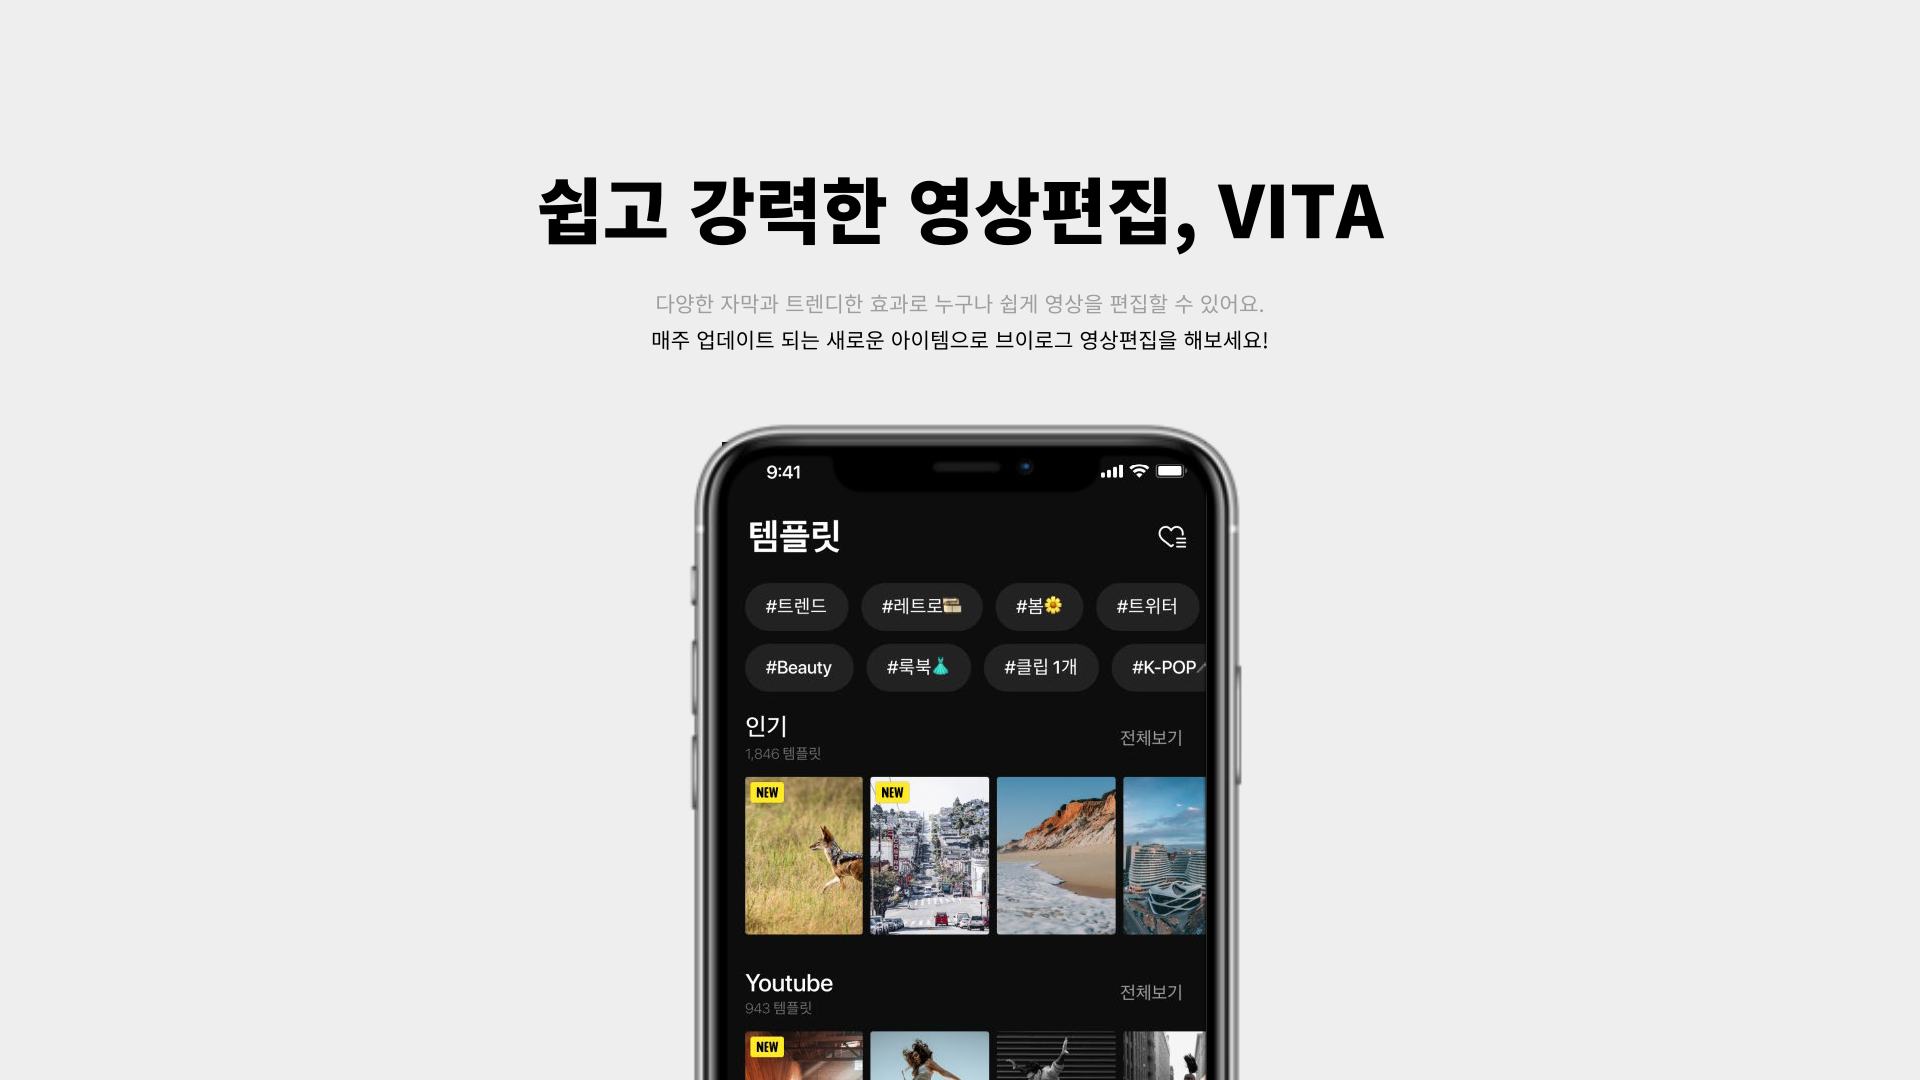 쉽고 강력한 영상편집, VITA
다양한 자막과 트렌디한 효과로 누구나 쉽게 영상을 편집할 수 있어요.
매주 업데이트 되는 새로운 아이템으로 브이로그 영상편집을 해보세요!
9:41
템플릿
#트렌드 #레트로 #봄🌼 #트위터
#Beauty #룩북👗 #클립 1개 #K-POP
인기
전체보기
1,846 템플릿
NEW NEW
Youtube
전체보기
943 템플릿
NEW